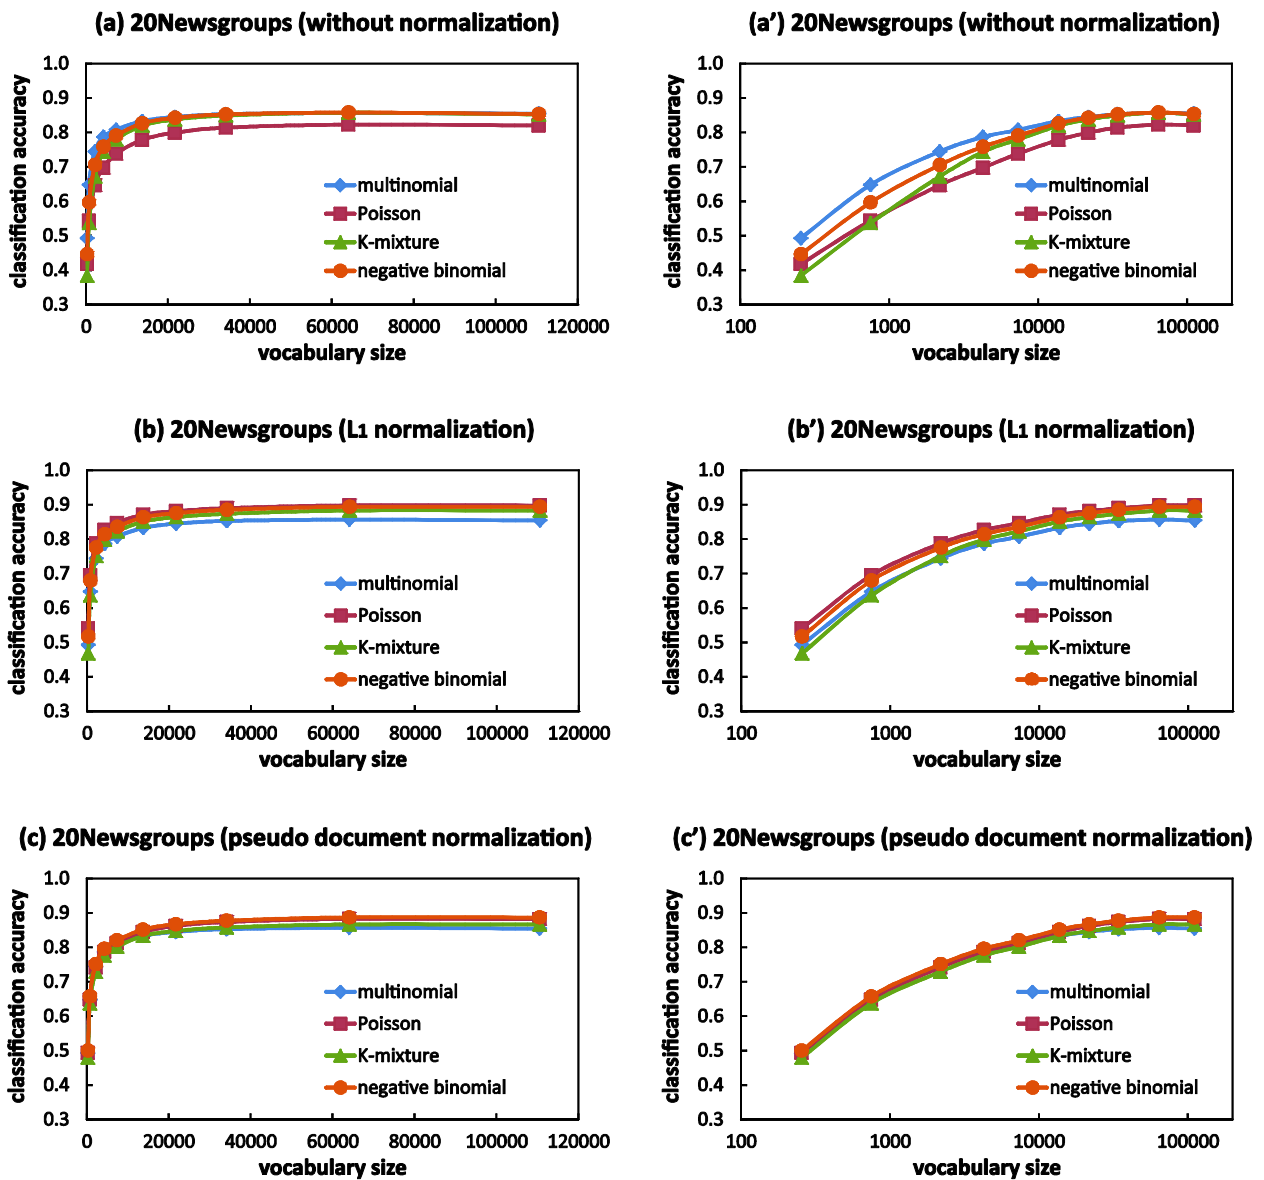 (a) 20Newsgroups (without normalization)
classification accuracy
1.0
0.9
0.8
0.7
0.6
0.5
0.4
0.3
multinomial
Poisson
K-mixture
negative binomial
0 20000 40000 60000 80000 100000 120000
vocabulary size
(a’) 20Newsgroups (without normalization)
classification accuracy
1.0
0.9
0.8
0.7
0.6
0.5
0.4
0.3
multinomial
Poisson
K-mixture
negative binomial
100 1000 10000 100000
vocabulary size
(b) 20Newsgroups (L1 normalization)
classification accuracy
1.0
0.9
0.8
0.7
0.6
0.5
0.4
0.3
multinomial
Poisson
K-mixture
negative binomial
0 20000 40000 60000 80000 100000 120000
vocabulary size
(b’) 20Newsgroups (L1 normalization)
classification accuracy
1.0
0.9
0.8
0.7
0.6
0.5
0.4
0.3
multinomial
Poisson
K-mixture
negative binomial
100 1000 10000 100000
vocabulary size
(c) 20Newsgroups (pseudo document normalization)
classification accuracy
1.0
0.9
0.8
0.7
0.6
0.5
0.4
0.3
multinomial
Poisson
K-mixture
negative binomial
0 20000 40000 60000 80000 100000 120000
vocabulary size
(c’) 20Newsgroups (pseudo document normalization)
classification accuracy
1.0
0.9
0.8
0.7
0.6
0.5
0.4
0.3
multinomial
Poisson
K-mixture
negative binomial
100 1000 10000 100000
vocabulary size